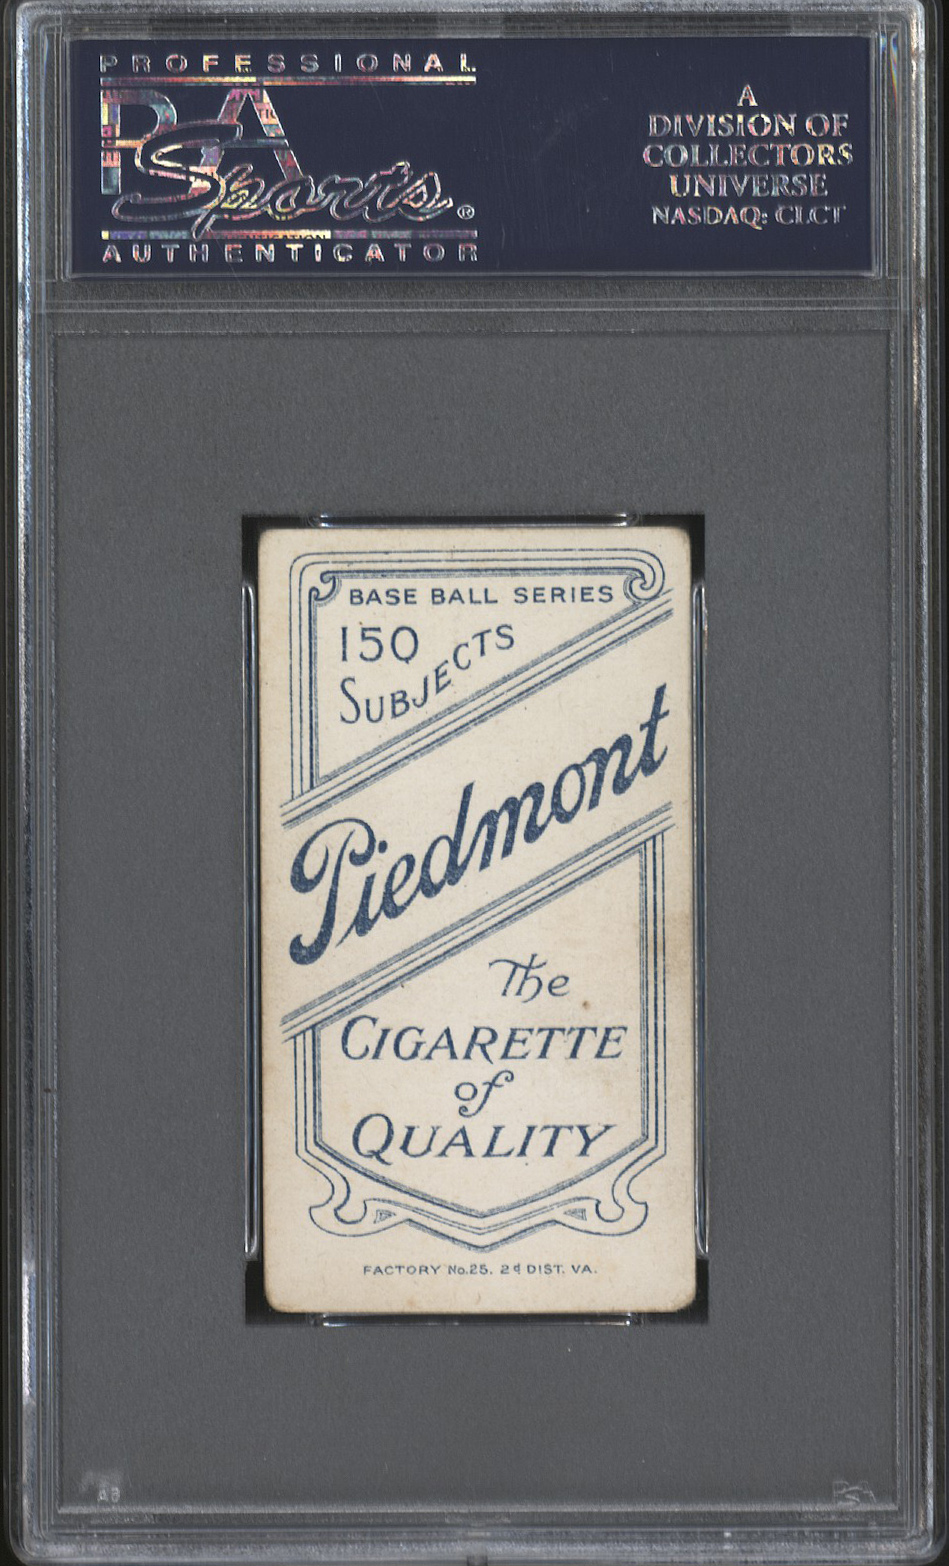 PROFESSIONAL
PSA
Sports®
AUTHENTICATOR
A
DIVISION OF
COLLECTORS
UNIVERSE
NASDAQ: CLCT
BASE BALL SERIES
150
SUBJECTS
Piedmont
The
CIGARETTE
of
QUALITY
FACTORY No. 25. 2d DIST. VA.
PSA